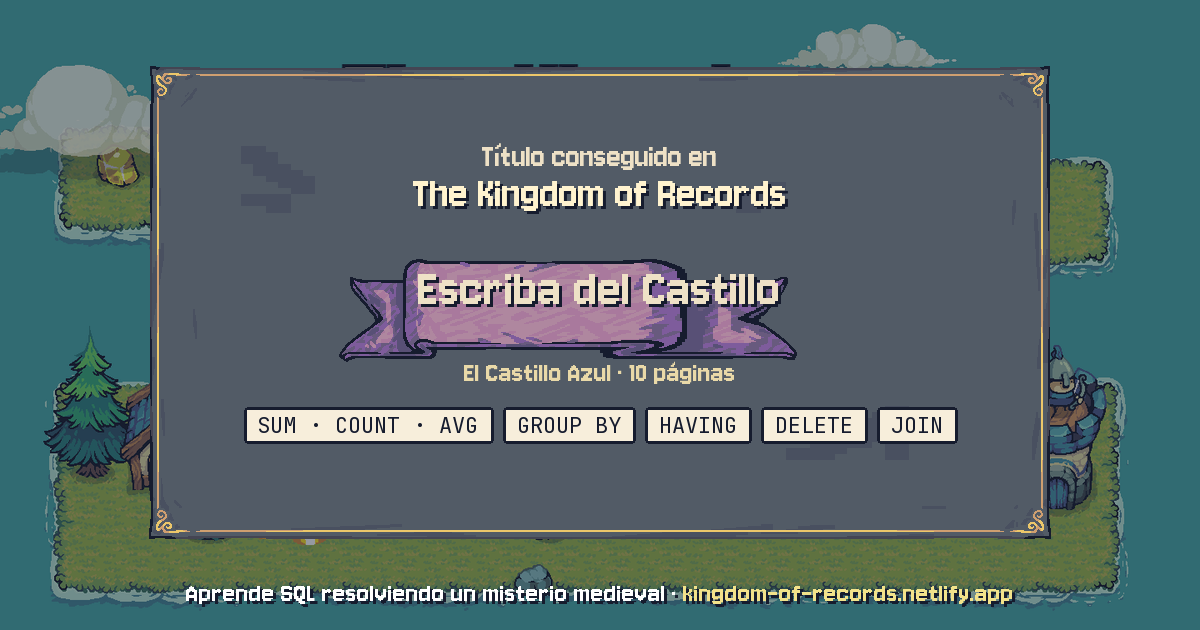 Título conseguido en
The Kingdom of Records
Escriba del Castillo
El Castillo Azul · 10 páginas
SUM · COUNT · AVG GROUP BY HAVING DELETE JOIN
Aprende SQL resolviendo un misterio medieval · kingdom-of-records.netlify.app